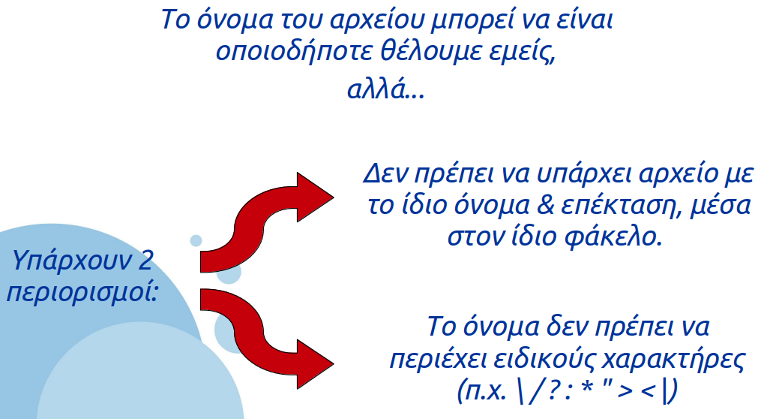 Το όνομα του αρχείου μπορεί να είναι
οποιοδήποτε θέλουμε εμείς,
αλλά...
Υπάρχουν 2
περιορισμοί:
Δεν πρέπει να υπάρχει αρχείο με
το ίδιο όνομα & επέκταση, μέσα
στον ίδιο φάκελο.
Το όνομα δεν πρέπει να
περιέχει ειδικούς χαρακτήρες
(π.χ. \ / ? : * " > < |)